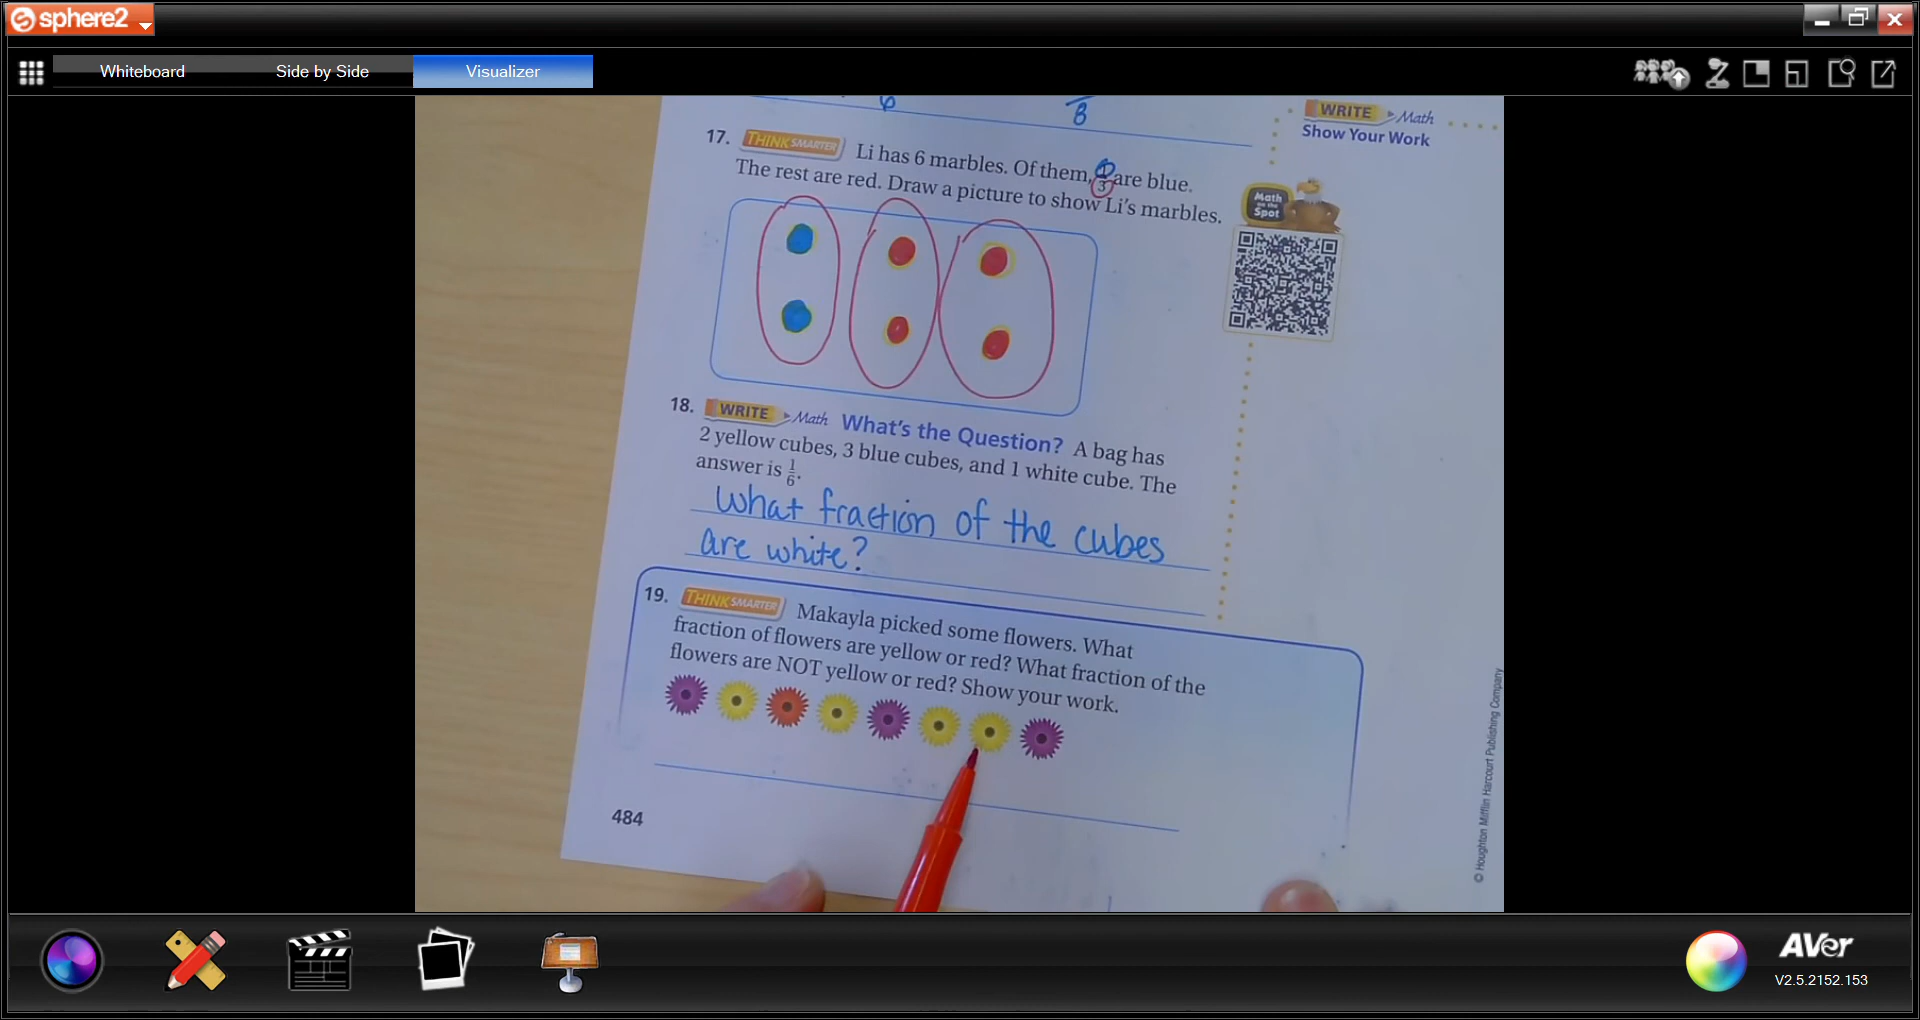 sphere2
Whiteboard Side by Side Visualizer
6 8
WRITE Math
Show Your Work
17. THINK SMARTER Li has 6 marbles. Of them, 1/3 are blue.
The rest are red. Draw a picture to show Li's marbles.
Math on the Spot
18. WRITE Math What's the Question? A bag has
2 yellow cubes, 3 blue cubes, and 1 white cube. The
answer is 1/6.
What fraction of the cubes
are white?
19. THINK SMARTER Makayla picked some flowers. What
fraction of flowers are yellow or red? What fraction of the
flowers are NOT yellow or red? Show your work.
484
© Houghton Mifflin Harcourt Publishing Company
AVer
V2.5.2152.153